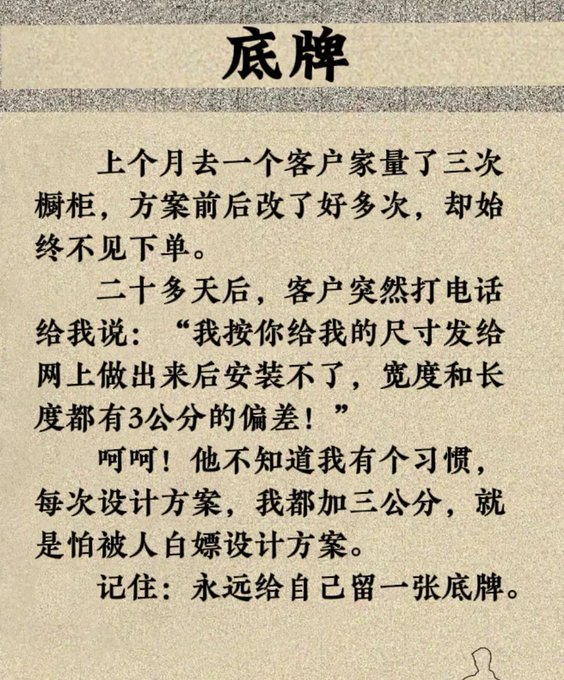 底牌
上个月去一个客户家量了三次
橱柜，方案前后改了好多次，却始
终不见下单。
二十多天后，客户突然打电话
给我说：“我按你给我的尺寸发给
网上做出来后安装不了，宽度和长
度都有3公分的偏差！”
呵呵！他不知道我有个习惯，
每次设计方案，我都加三公分，就
是怕被人白嫖设计方案。
记住：永远给自己留一张底牌。